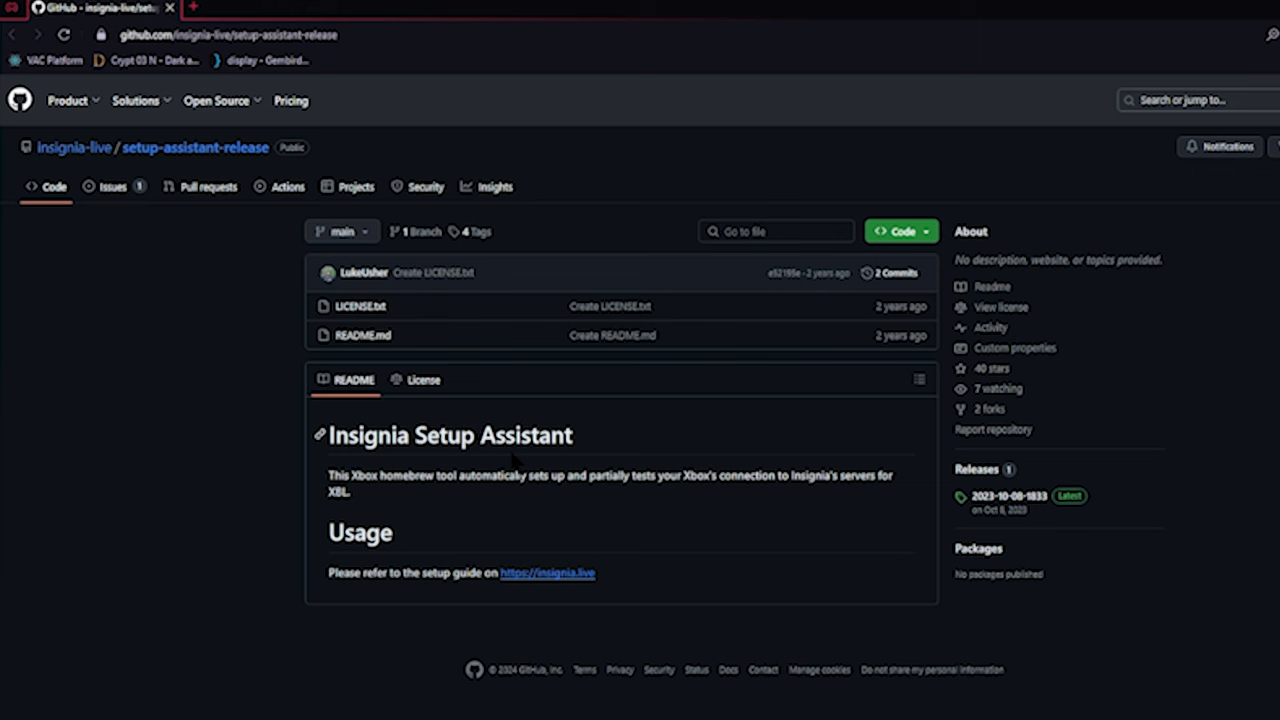 GitHub - insignia-live/setu
github.com/insignia-live/setup-assistant-release
VAC Platform Crypt 03 N - Dark a... display - Gembird...
Product Solutions Open Source Pricing Search or jump to...
insignia-live / setup-assistant-release Public Notifications
Code Issues 1 Pull requests Actions Projects Security Insights
main 1 Branch 4 Tags Go to file Code
LukeUsher Create LICENSE.txt e52195e · 2 years ago 2 Commits
LICENSE.txt Create LICENSE.txt 2 years ago
README.md Create README.md 2 years ago
README License
Insignia Setup Assistant
This Xbox homebrew tool automatically sets up and partially tests your Xbox's connection to Insignia's servers for
XBL.
Usage
Please refer to the setup guide on https://insignia.live
About
No description, website, or topics provided.
Readme
View license
Activity
Custom properties
40 stars
7 watching
2 forks
Report repository
Releases 1
2023-10-08-1833 Latest
on Oct 8, 2023
Packages
No packages published
© 2024 GitHub, Inc. Terms Privacy Security Status Docs Contact Manage cookies Do not share my personal information